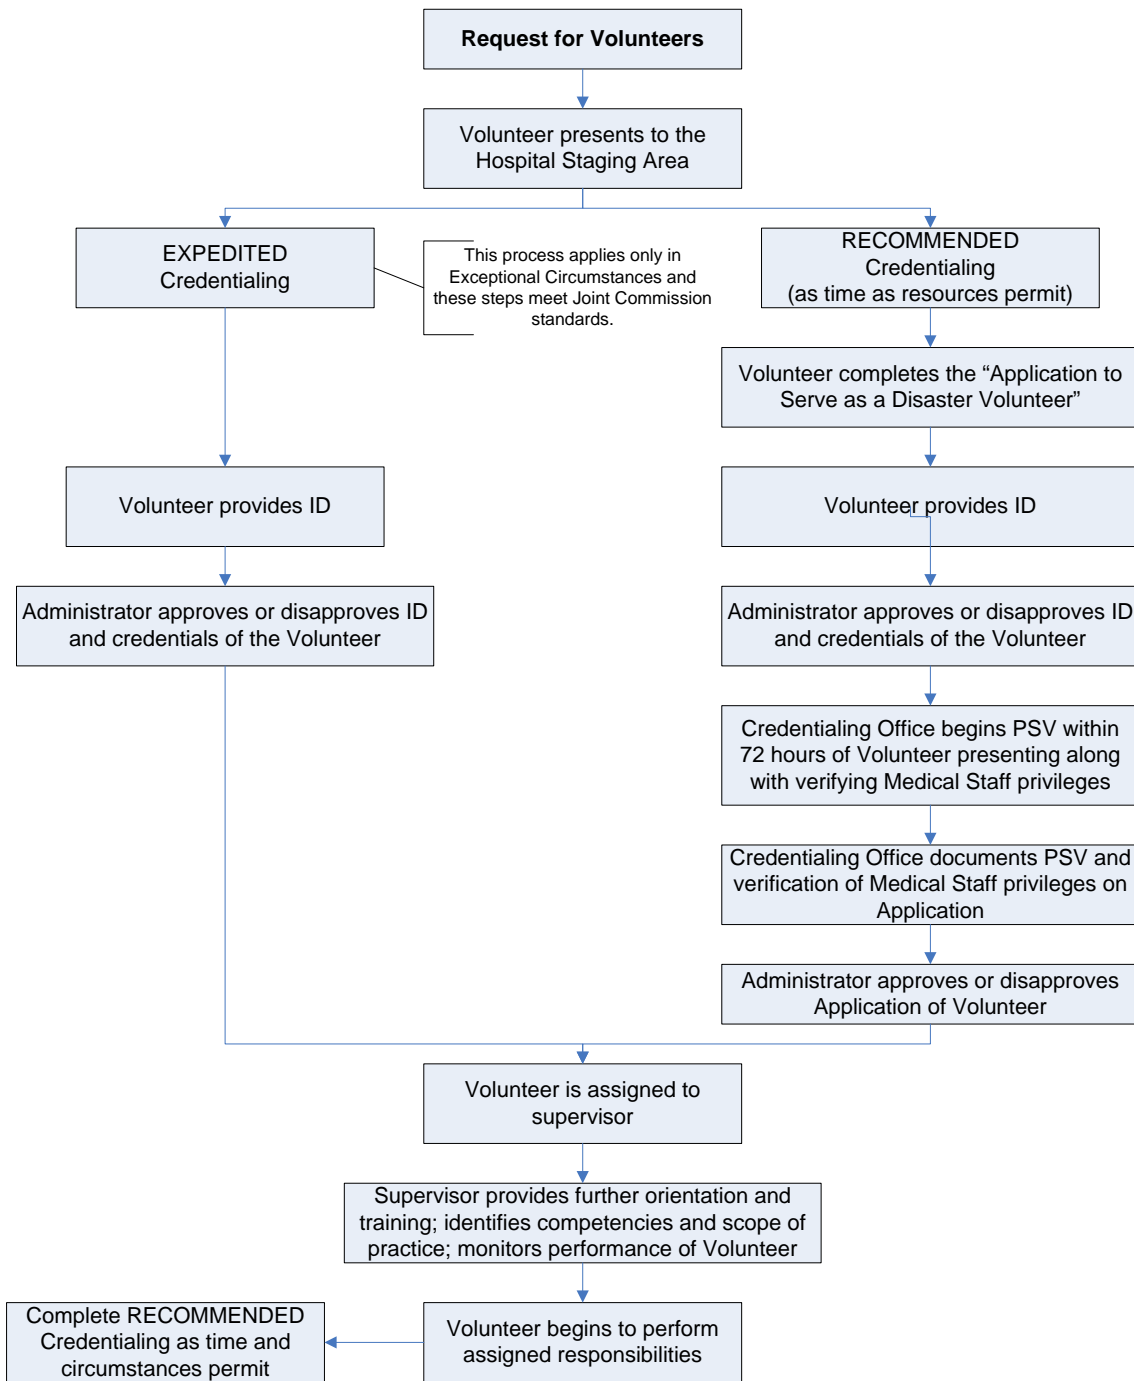 Request for Volunteers
Volunteer presents to the
Hospital Staging Area
EXPEDITED
Credentialing
This process applies only in
Exceptional Circumstances and
these steps meet Joint Commission
standards.
RECOMMENDED
Credentialing
(as time as resources permit)
Volunteer completes the “Application to
Serve as a Disaster Volunteer”
Volunteer provides ID
Volunteer provides ID
Administrator approves or disapproves ID
and credentials of the Volunteer
Administrator approves or disapproves ID
and credentials of the Volunteer
Credentialing Office begins PSV within
72 hours of Volunteer presenting along
with verifying Medical Staff privileges
Credentialing Office documents PSV and
verification of Medical Staff privileges on
Application
Administrator approves or disapproves
Application of Volunteer
Volunteer is assigned to
supervisor
Supervisor provides further orientation and
training; identifies competencies and scope of
practice; monitors performance of Volunteer
Complete RECOMMENDED
Credentialing as time and
circumstances permit
Volunteer begins to perform
assigned responsibilities